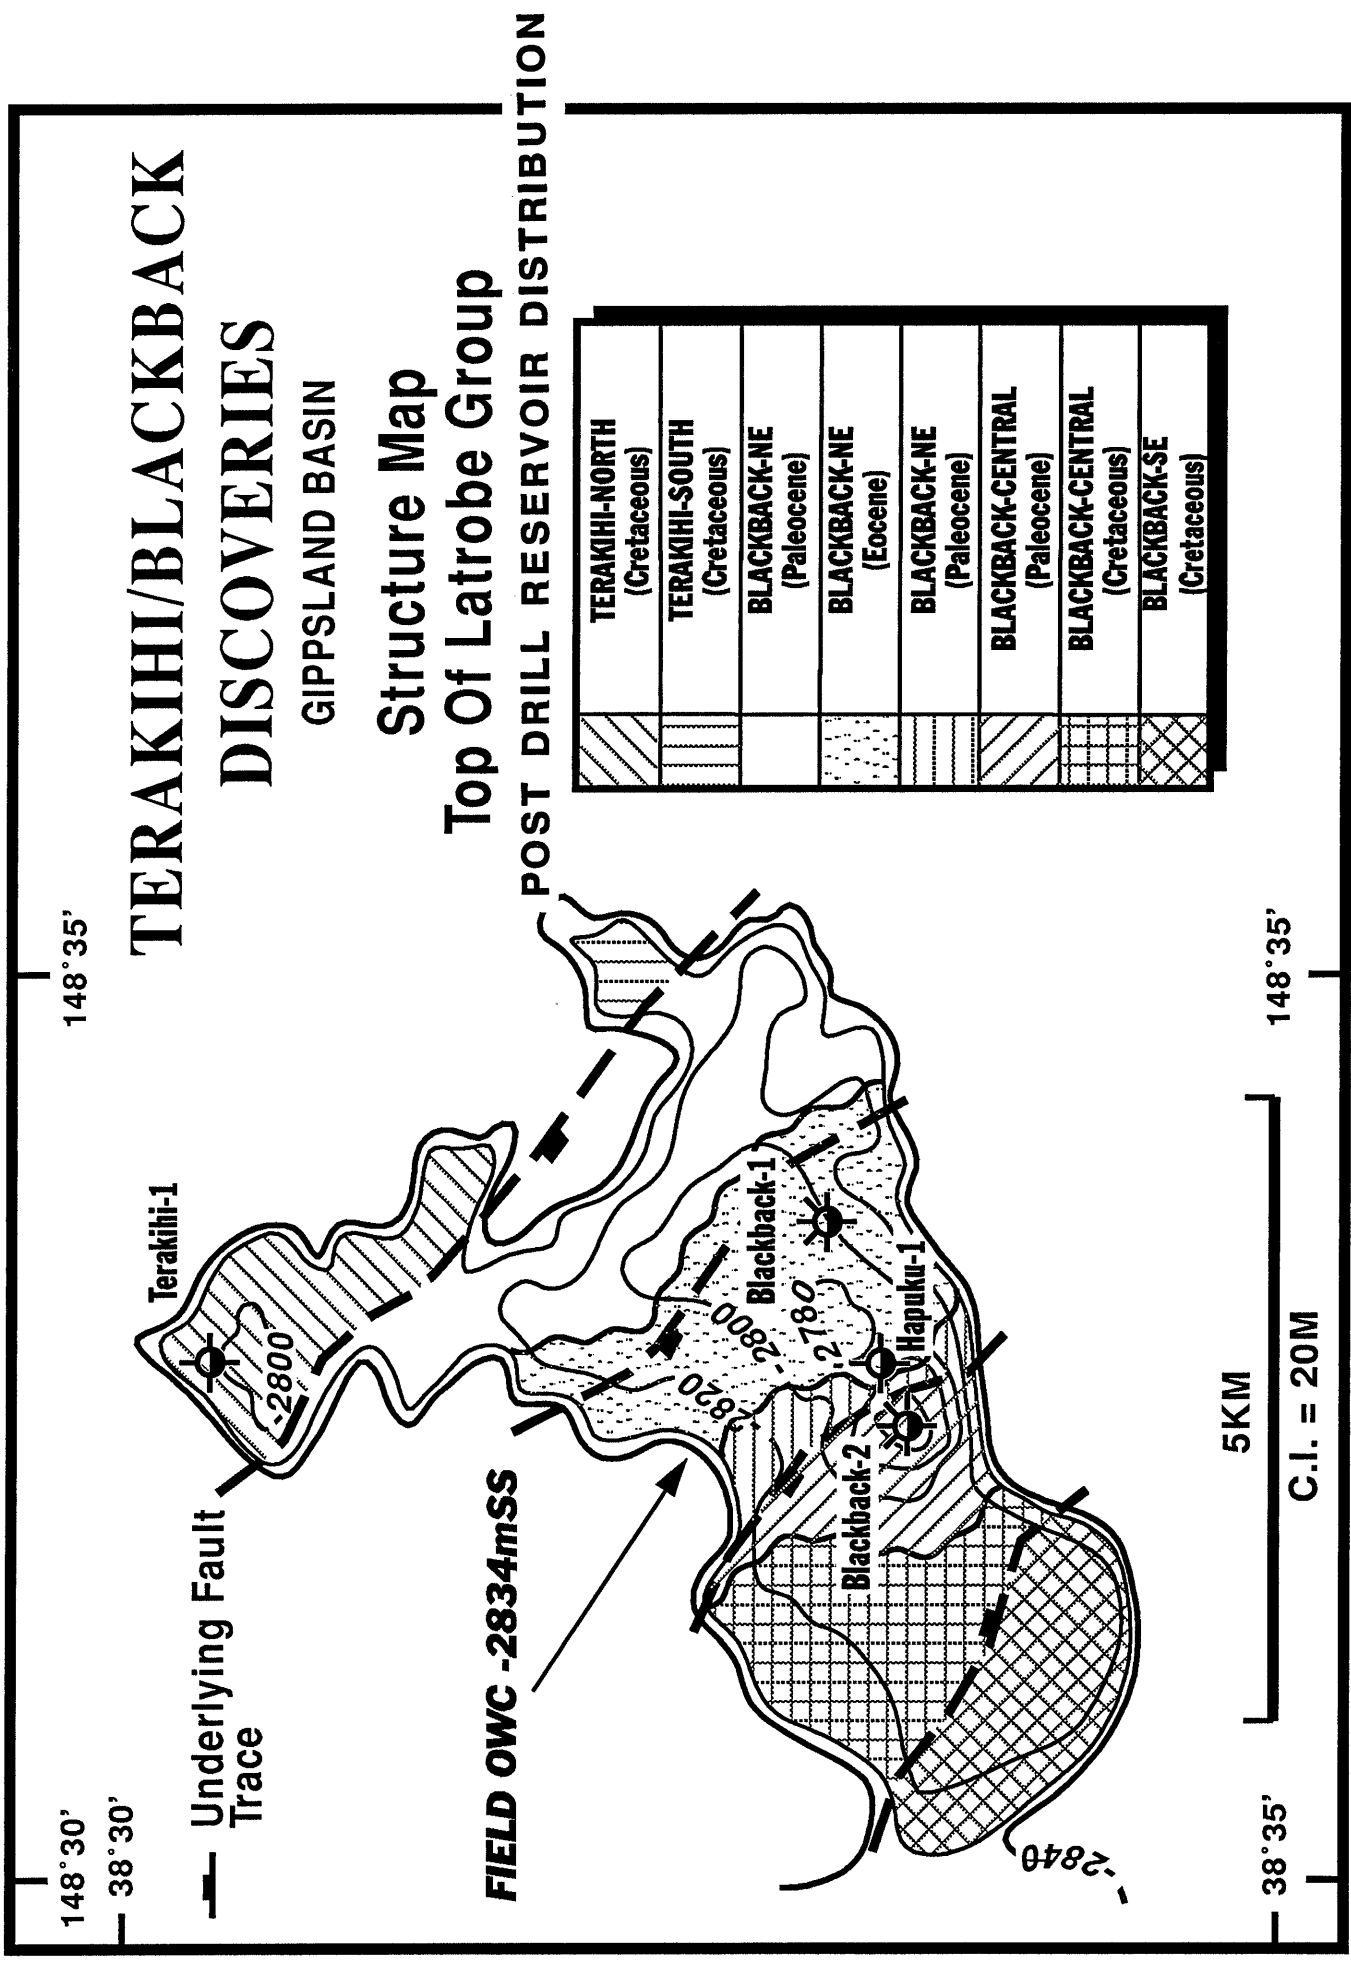 TERAKIHI/BLACKBACK
DISCOVERIES
GIPPSLAND BASIN
Structure Map
Top Of Latrobe Group
POST DRILL RESERVOIR DISTRIBUTION
TERAKIHI-NORTH
(Cretaceous)
TERAKIHI-SOUTH
(Cretaceous)
BLACKBACK-NE
(Paleocene)
BLACKBACK-NE
(Eocene)
BLACKBACK-NE
(Paleocene)
BLACKBACK-CENTRAL
(Paleocene)
BLACKBACK-CENTRAL
(Cretaceous)
BLACKBACK-SE
(Cretaceous)
148°30'
148°35'
38°30'
Underlying Fault
Trace
Terakihi-1
-2800
FIELD OWC -2834mSS
-2820
-2800
-2780
Blackback-1
Hapuku-1
Blackback-2
-2840
38°35'
148°35'
5KM
C.I. = 20M